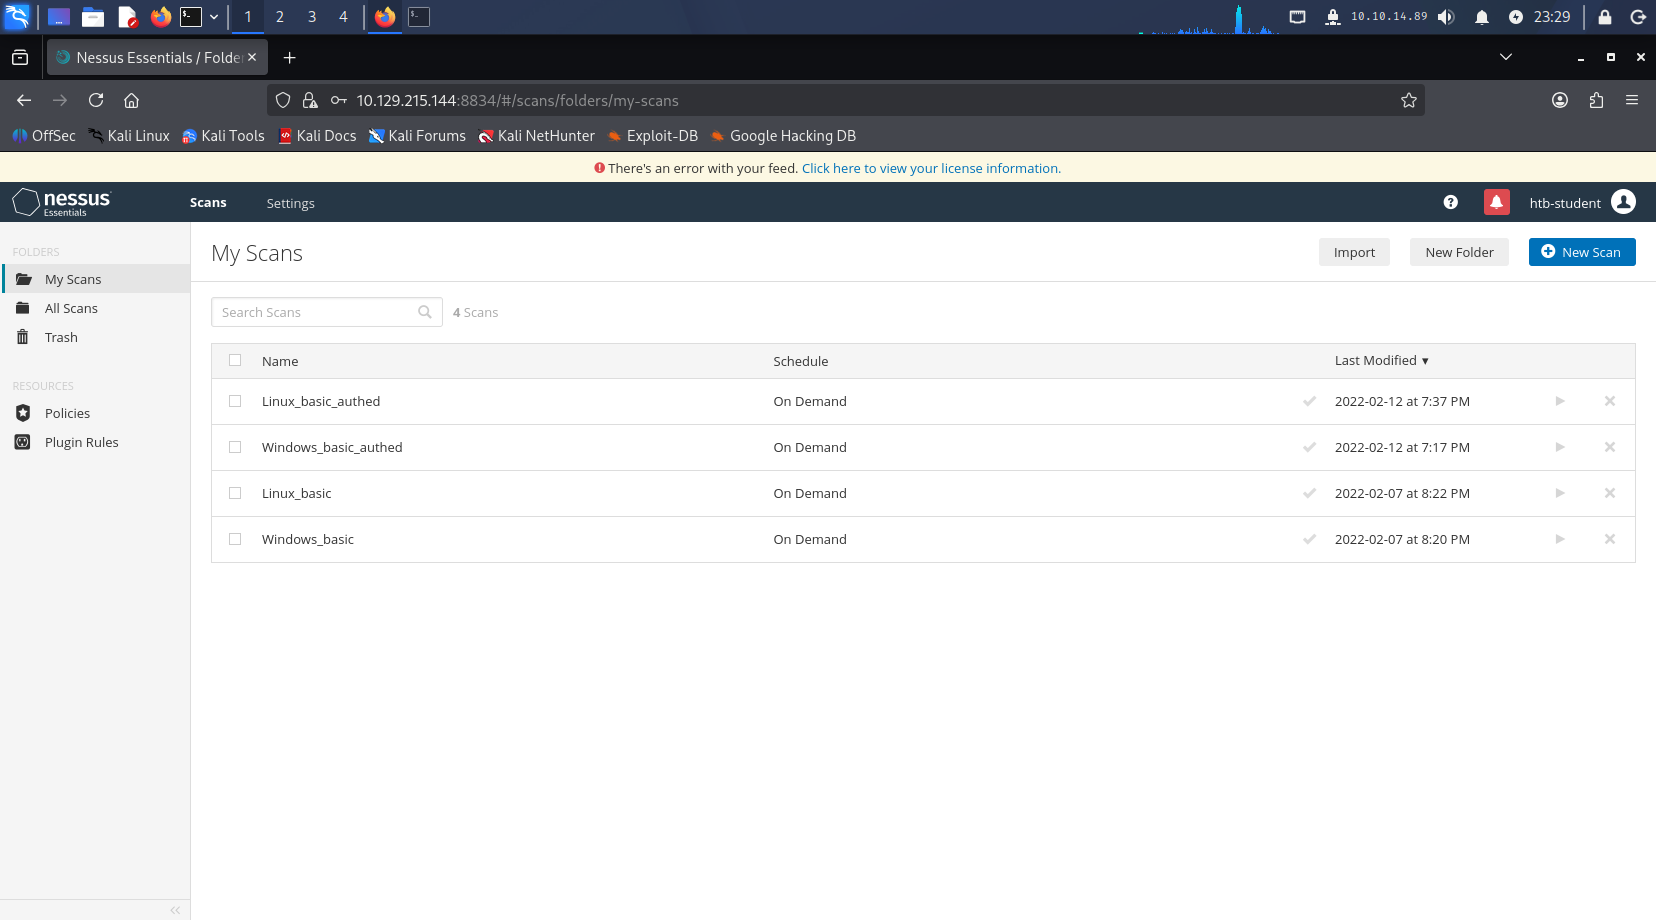 1 2 3 4 10.10.14.89 23:29
Nessus Essentials / Folde
10.129.215.144:8834/#/scans/folders/my-scans
OffSec Kali Linux Kali Tools Kali Docs Kali Forums Kali NetHunter Exploit-DB Google Hacking DB
There's an error with your feed. Click here to view your license information.
nessus
Essentials
Scans Settings htb-student
FOLDERS
My Scans
All Scans
Trash
RESOURCES
Policies
Plugin Rules
My Scans Import New Folder New Scan
Search Scans 4 Scans
Name Schedule Last Modified ▼
Linux_basic_authed On Demand 2022-02-12 at 7:37 PM
Windows_basic_authed On Demand 2022-02-12 at 7:17 PM
Linux_basic On Demand 2022-02-07 at 8:22 PM
Windows_basic On Demand 2022-02-07 at 8:20 PM